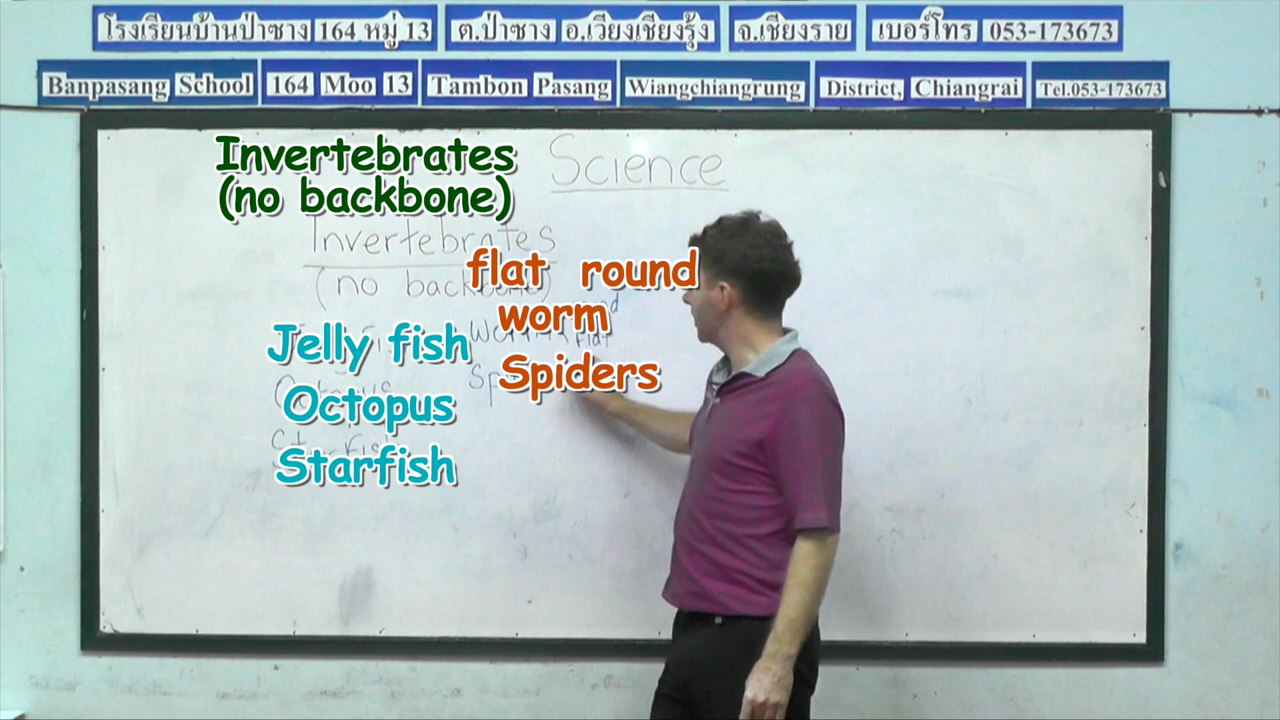 โรงเรียนบ้านป่าซาง 164 หมู่ 13 ต.ป่าซาง อ.เวียงเชียงรุ้ง จ.เชียงราย เบอร์โทร 053-173673
Banpasang School 164 Moo 13 Tambon Pasang Wiangchiangrung District, Chiangrai Tel.053-173673
Science
Invertebrates
(no backbone)
Invertebrates
(no backbone)
flat round
worm
Spiders
Jelly fish
Octopus
Starfish
flat
Octopus